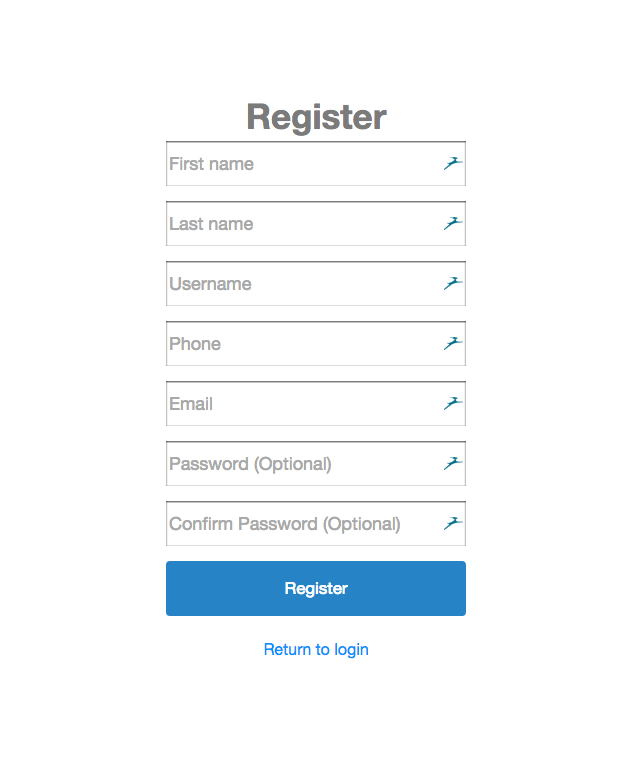 Register
First name
Last name
Username
Phone
Email
Password (Optional)
Confirm Password (Optional)
Register
Return to login